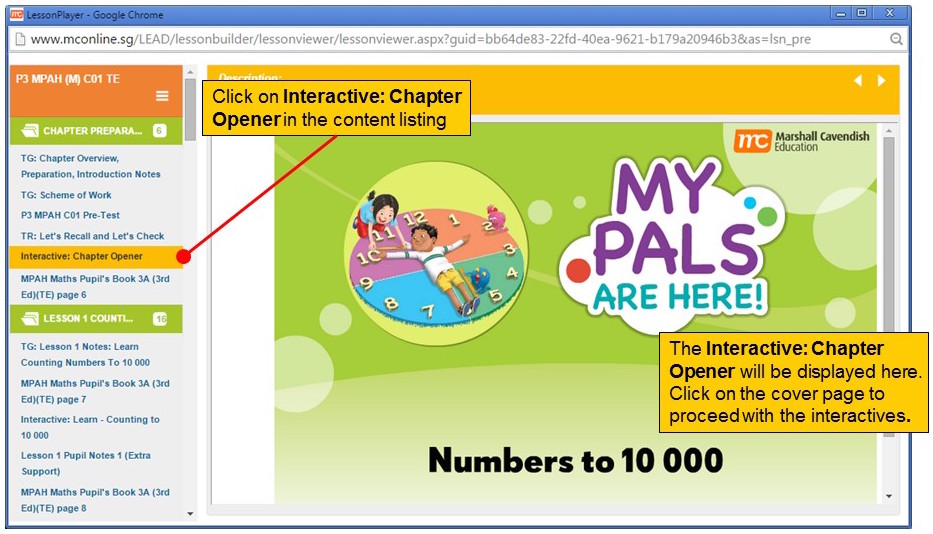 LessonPlayer - Google Chrome
www.mconline.sg/LEAD/lessonbuilder/lessonviewer/lessonviewer.aspx?guid=bb64de83-22fd-40ea-9621-b179a20946b3&as=lsn_pre
P3 MPAH (M) C01 TE
CHAPTER PREPARA... 6
TG: Chapter Overview,
Preparation, Introduction Notes
TG: Scheme of Work
P3 MPAH C01 Pre-Test
TR: Let's Recall and Let's Check
Interactive: Chapter Opener
MPAH Maths Pupil's Book 3A (3rd
Ed)(TE) page 6
LESSON 1 COUNTI... 16
TG: Lesson 1 Notes: Learn
Counting Numbers To 10 000
MPAH Maths Pupil's Book 3A (3rd
Ed)(TE) page 7
Interactive: Learn - Counting to
10 000
Lesson 1 Pupil Notes 1 (Extra
Support)
MPAH Maths Pupil's Book 3A (3rd
Ed)(TE) page 8
Description:
Click on Interactive: Chapter
Opener in the content listing
mc Marshall Cavendish
Education
12
1
2
3
4
5
7
8
9
10
11
MY
PALS
ARE HERE!
The Interactive: Chapter
Opener will be displayed here.
Click on the cover page to
proceed with the interactives.
Numbers to 10 000